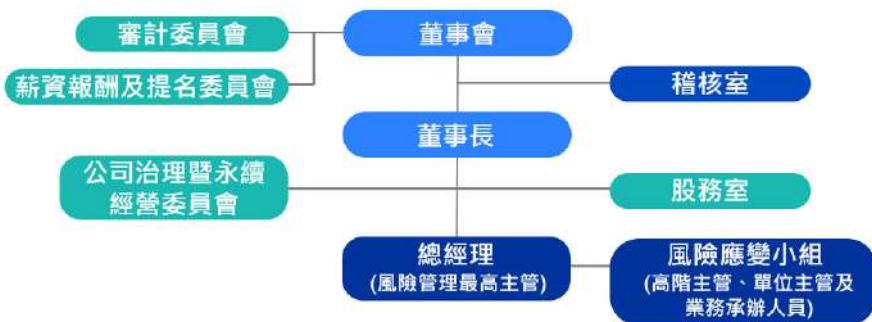 審計委員會
董事會
薪資報酬及提名委員會
稽核室
董事長
公司治理暨永續
經營委員會
股務室
總經理
(風險管理最高主管)
風險應變小組
(高階主管、單位主管及
業務承辦人員)